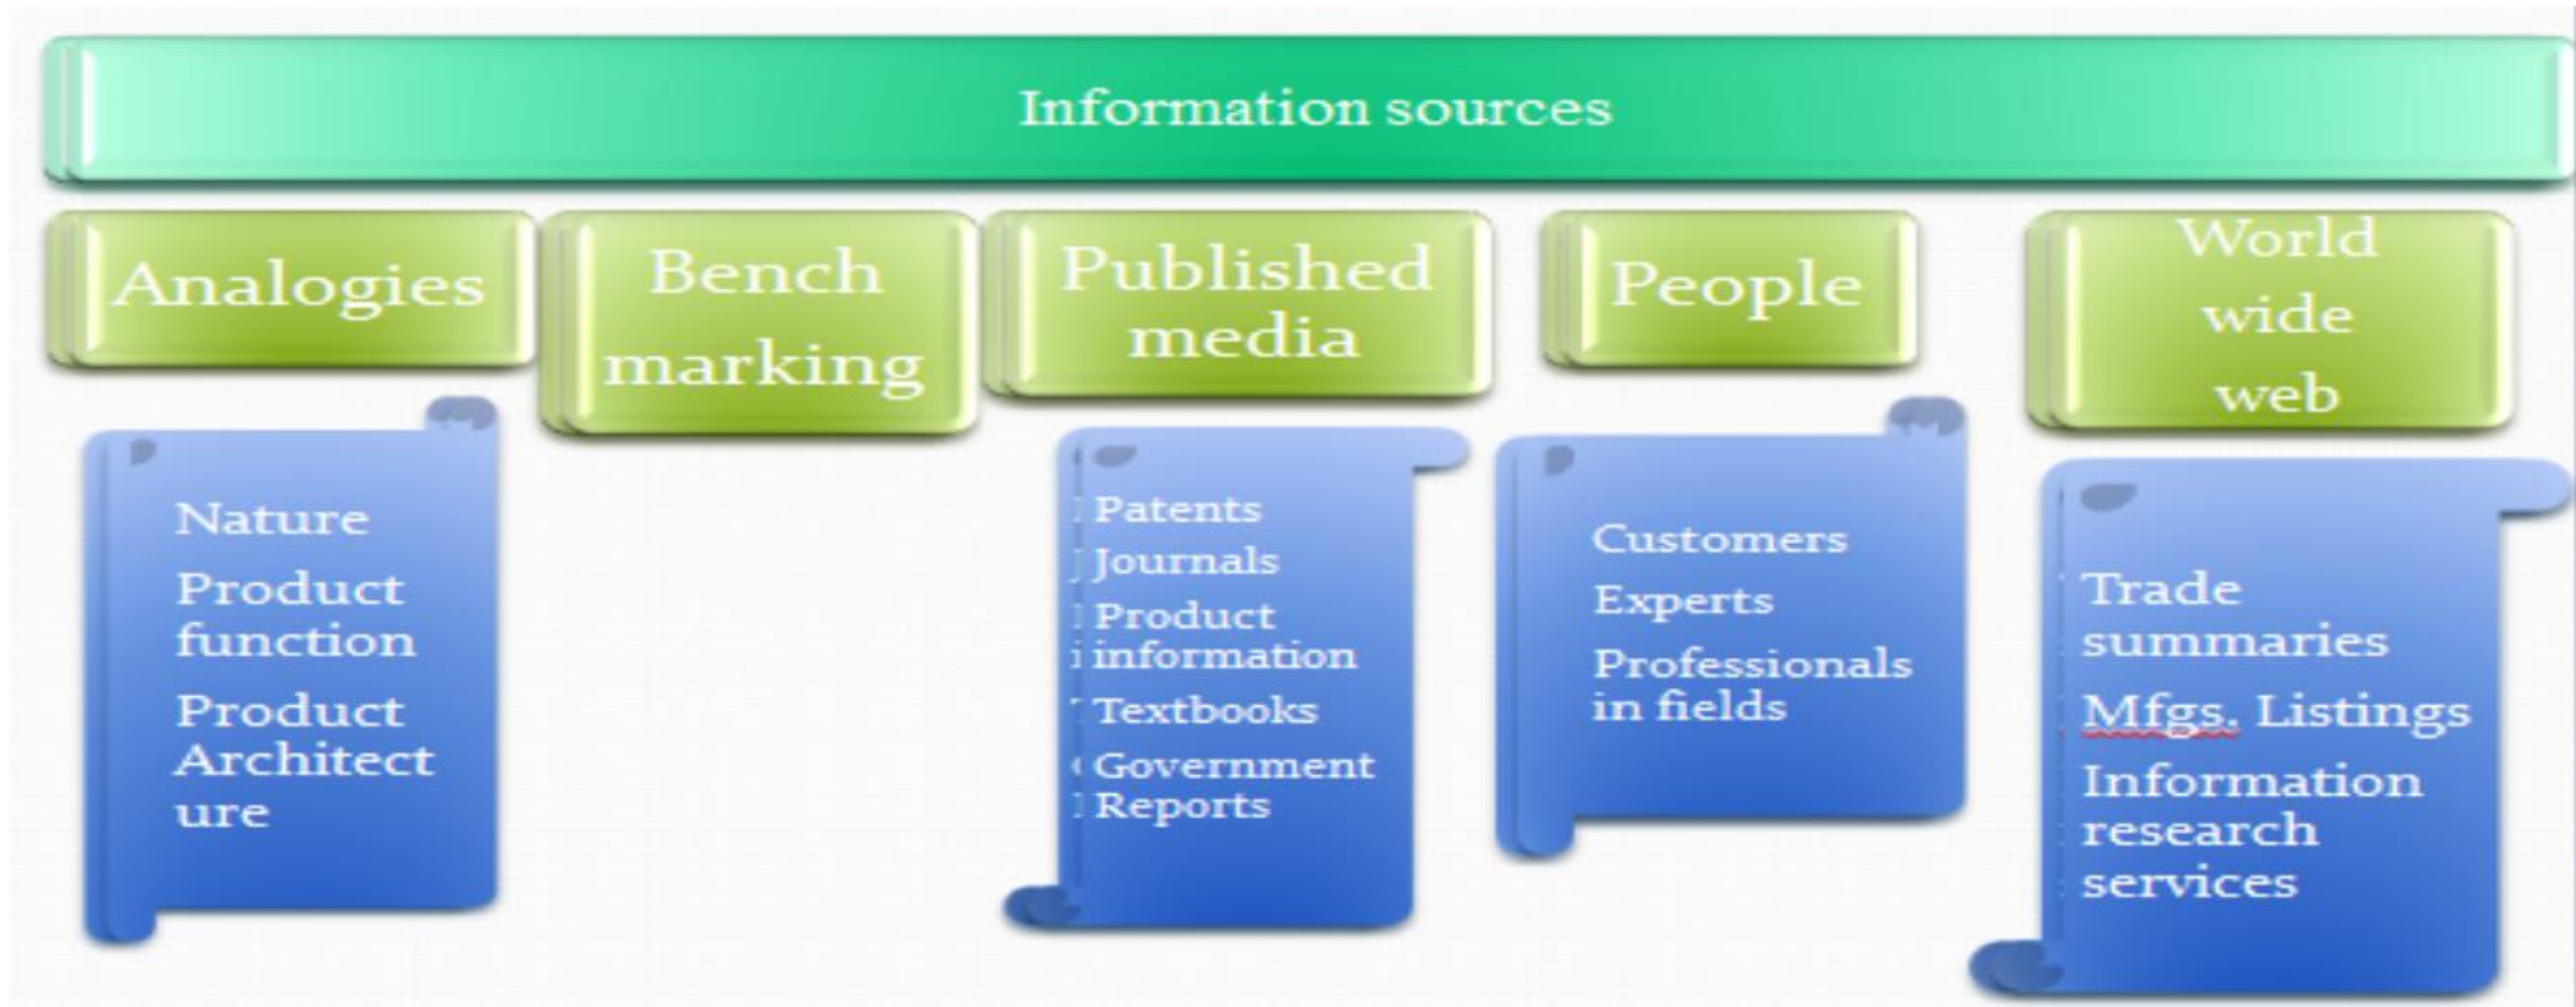 Information sources
Analogies
Bench
marking
Published
media
People
World
wide
web
Nature
Product
function
Product
Architect
ure
Patents
Journals
Product
information
Textbooks
Government
Reports
Customers
Experts
Professionals
in fields
Trade
summaries
Mfgs. Listings
Information
research
services